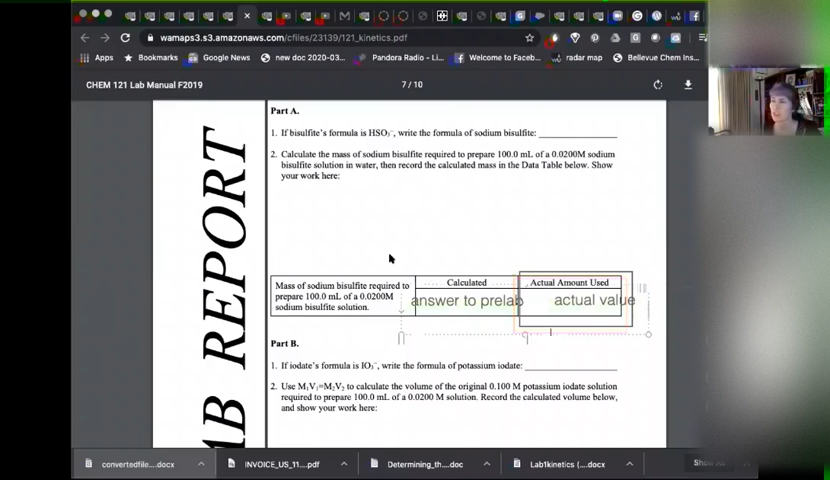 wamaps3.s3.amazonaws.com/cfiles/23139/121_kinetics.pdf
Apps Bookmarks Google News new doc 2020-03... Pandora Radio - Li... Welcome to Faceb... radar map Bellevue Chem Ins...
CHEM 121 Lab Manual F2019 7 / 10
LAB REPORT
Part A.
1. If bisulfite's formula is HSO₃⁻, write the formula of sodium bisulfite: ________________
2. Calculate the mass of sodium bisulfite required to prepare 100.0 mL of a 0.0200M sodium
bisulfite solution in water, then record the calculated mass in the Data Table below. Show
your work here:
Calculated Actual Amount Used
Mass of sodium bisulfite required to
prepare 100.0 mL of a 0.0200M
sodium bisulfite solution.
answer to prelab actual value
Part B.
1. If iodate's formula is IO₃⁻, write the formula of potassium iodate: ___________________
2. Use M₁V₁=M₂V₂ to calculate the volume of the original 0.100 M potassium iodate solution
required to prepare 100.0 mL of a 0.0200 M solution. Record the calculated volume below,
and show your work here:
convertedfile....docx INVOICE_US_11....pdf Determining_th....doc Lab1kinetics (....docx Show All